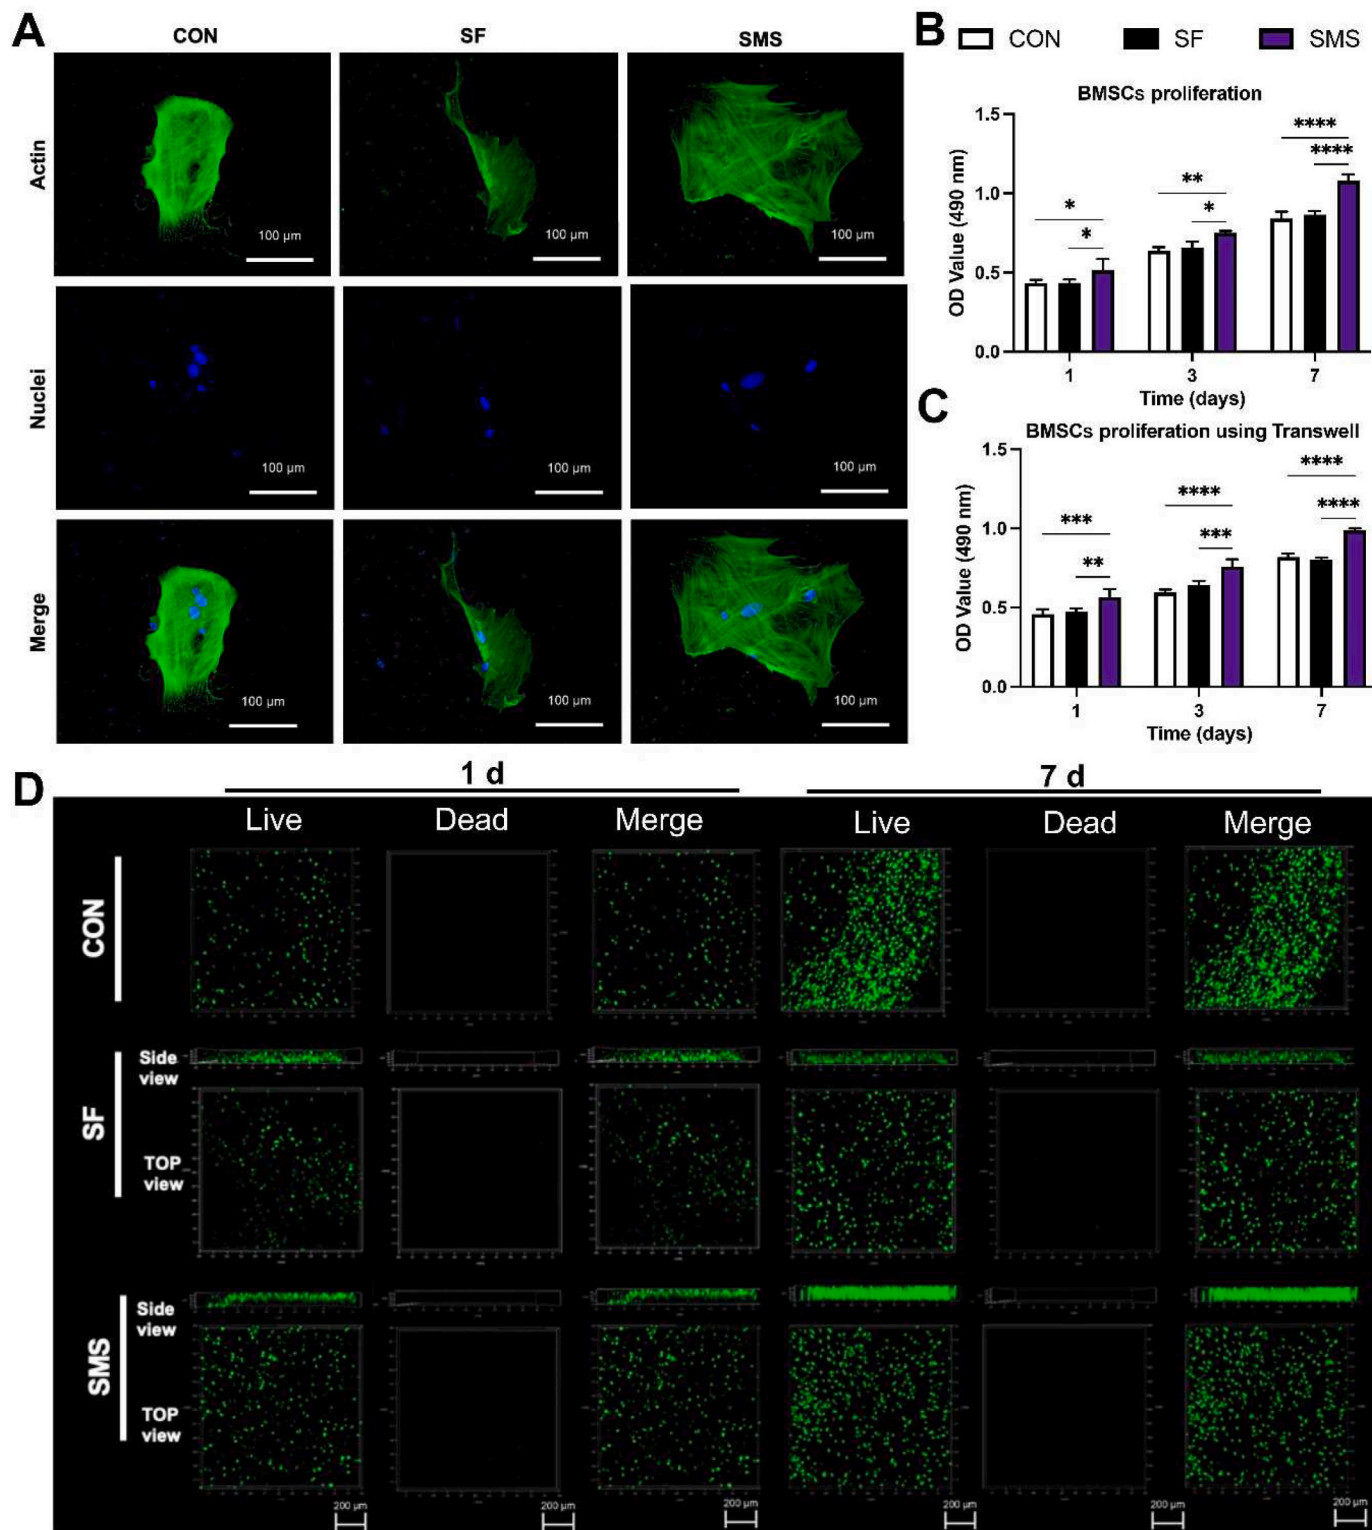 A
CON SF SMS
Actin
100 µm 100 µm 100 µm
Nuclei
100 µm 100 µm 100 µm
Merge
100 µm 100 µm 100 µm
B
CON SF SMS
BMSCs proliferation
OD Value (490 nm)
1.5
1.0
0.5
0.0
* * ** * **** ****
1 3 7
Time (days)
C
BMSCs proliferation using Transwell
OD Value (490 nm)
1.5
1.0
0.5
0.0
*** ** **** *** **** ****
1 3 7
Time (days)
D
1 d 7 d
Live Dead Merge Live Dead Merge
CON
SF
Side
view
TOP
view
SMS
Side
view
TOP
view
200 µm 200 µm 200 µm 200 µm 200 µm 200 µm